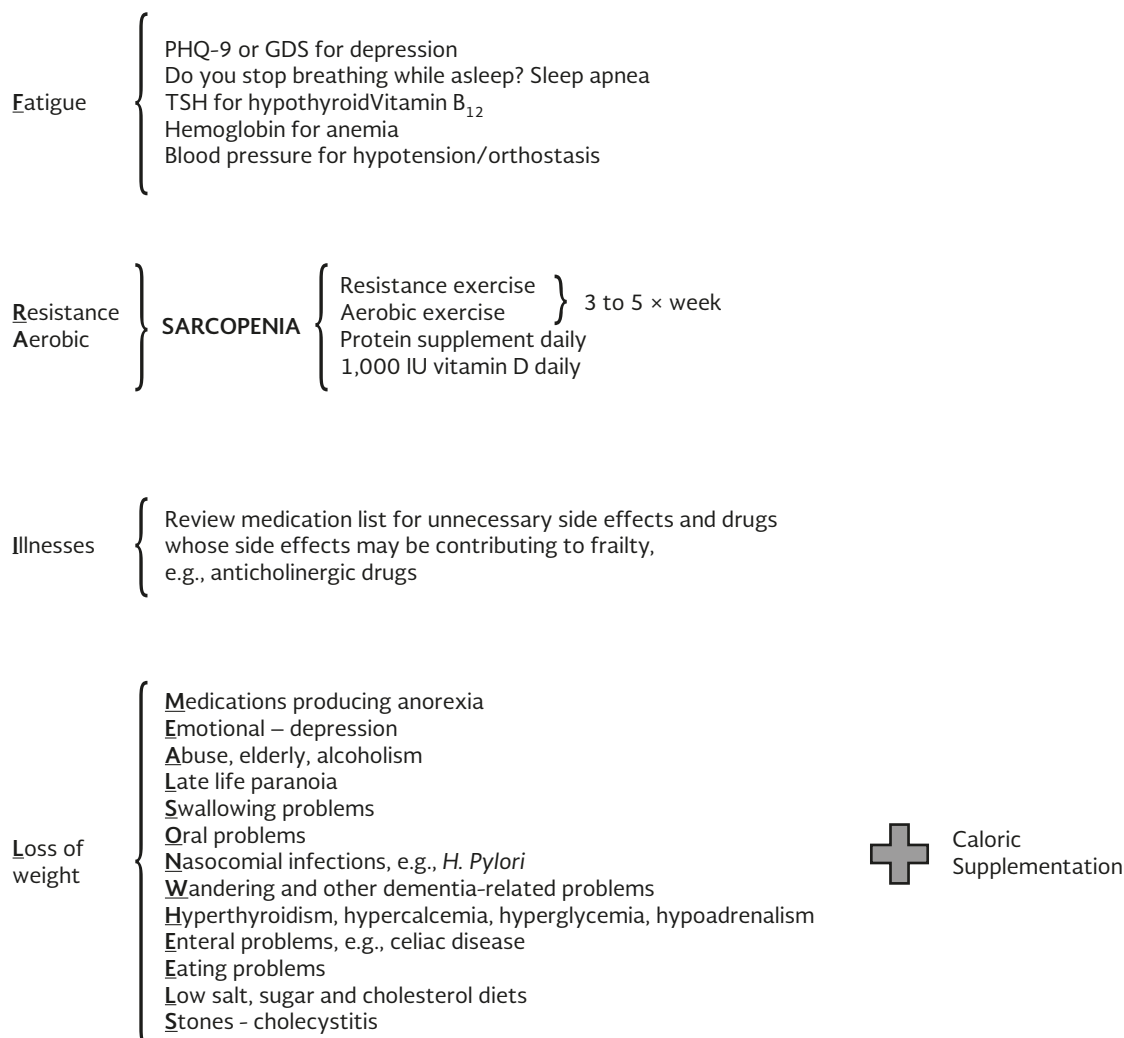 Fatigue
PHQ-9 or GDS for depression
Do you stop breathing while asleep? Sleep apnea
TSH for hypothyroidVitamin B12
Hemoglobin for anemia
Blood pressure for hypotension/orthostasis
Resistance
Aerobic
SARCOPENIA
Resistance exercise
Aerobic exercise
3 to 5 × week
Protein supplement daily
1,000 IU vitamin D daily
Illnesses
Review medication list for unnecessary side effects and drugs
whose side effects may be contributing to frailty,
e.g., anticholinergic drugs
Loss of
weight
Medications producing anorexia
Emotional – depression
Abuse, elderly, alcoholism
Late life paranoia
Swallowing problems
Oral problems
Nasocomial infections, e.g., H. Pylori
Wandering and other dementia-related problems
Hyperthyroidism, hypercalcemia, hyperglycemia, hypoadrenalism
Enteral problems, e.g., celiac disease
Eating problems
Low salt, sugar and cholesterol diets
Stones - cholecystitis
Caloric
Supplementation